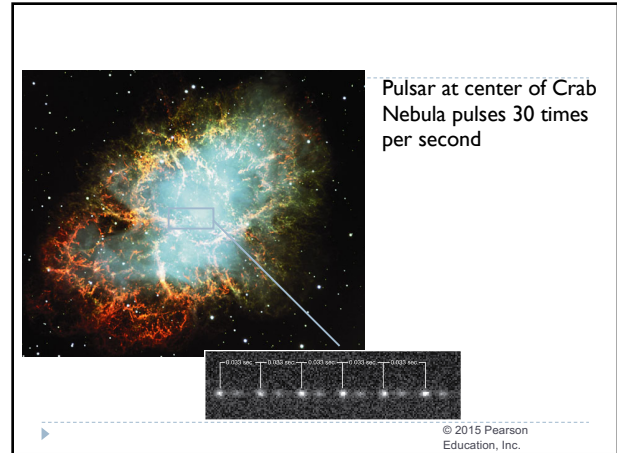 Pulsar at center of Crab
Nebula pulses 30 times
per second
0.033 sec 0.033 sec 0.033 sec 0.033 sec 0.033 sec
© 2015 Pearson
Education, Inc.